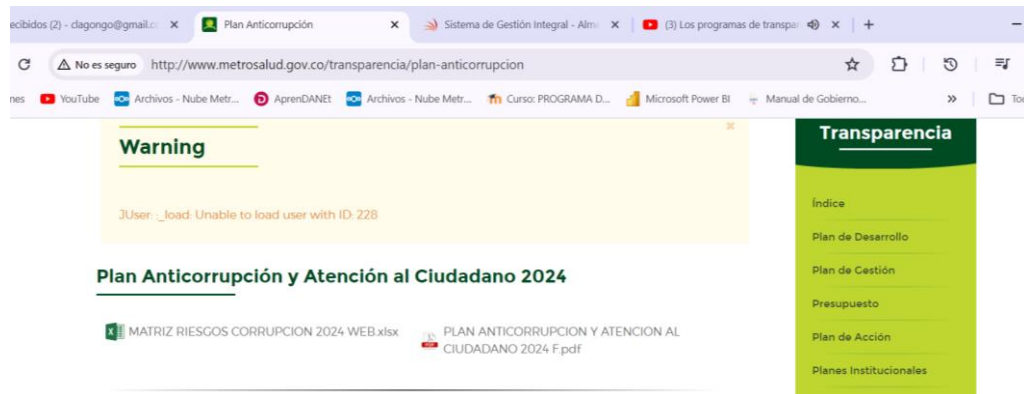 ecibidos (2) - clagongo@gmail.c
Plan Anticorrupción
Sistema de Gestión Integral - Alm
(3) Los programas de transpa
No es seguro http://www.metrosalud.gov.co/transparencia/plan-anticorrupcion
nes YouTube Archivos - Nube Metr... AprenDANEt Archivos - Nube Metr... Curso: PROGRAMA D... Microsoft Power BI Manual de Gobierno... » Too
Warning
JUser: :_load: Unable to load user with ID: 228
Plan Anticorrupción y Atención al Ciudadano 2024
MATRIZ RIESGOS CORRUPCION 2024 WEB.xlsx
PLAN ANTICORRUPCION Y ATENCION AL
CIUDADANO 2024 F.pdf
Transparencia
Índice
Plan de Desarrollo
Plan de Gestión
Presupuesto
Plan de Acción
Planes Institucionales